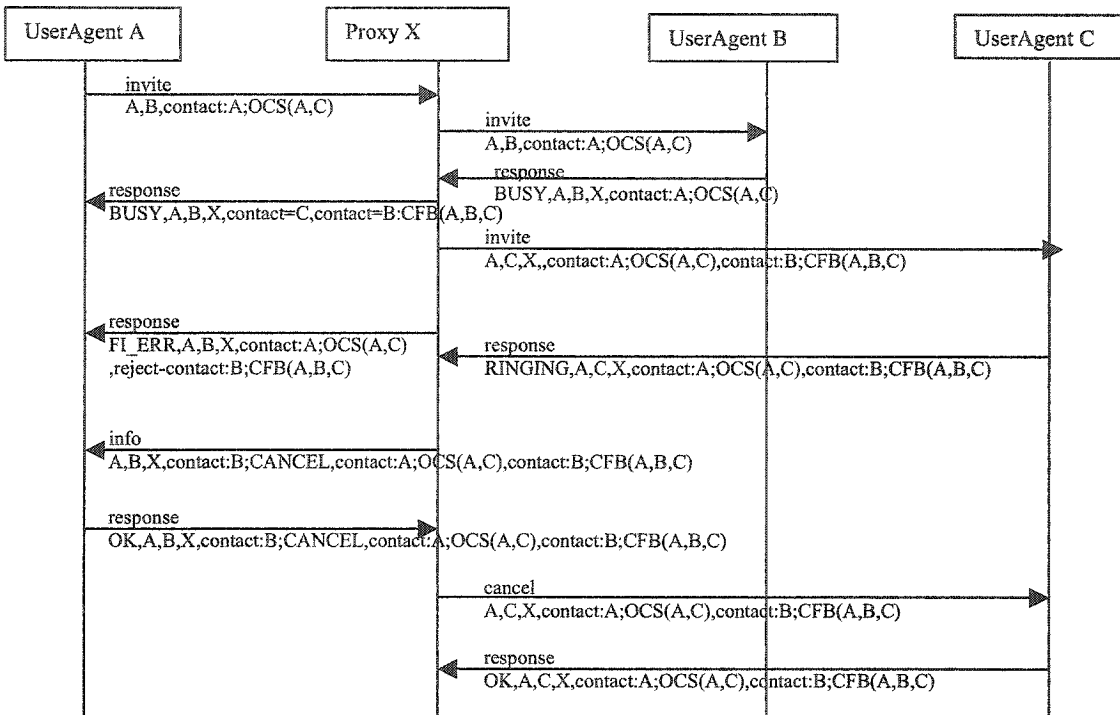 UserAgent A
Proxy X
UserAgent B
UserAgent C
invite
A,B,contact:A;OCS(A,C)
invite
A,B,contact:A;OCS(A,C)
response
BUSY,A,B,X,contact:A;OCS(A,C)
response
BUSY,A,B,X,contact=C,contact=B:CFB(A,B,C)
invite
A,C,X,,contact:A;OCS(A,C),contact:B;CFB(A,B,C)
response
FI_ERR,A,B,X,contact:A;OCS(A,C)
,reject-contact:B;CFB(A,B,C)
response
RINGING,A,C,X,contact:A;OCS(A,C),contact:B;CFB(A,B,C)
info
A,B,X,contact:B;CANCEL,contact:A;OCS(A,C),contact:B;CFB(A,B,C)
response
OK,A,B,X,contact:B;CANCEL,contact:A;OCS(A,C),contact:B;CFB(A,B,C)
cancel
A,C,X,contact:A;OCS(A,C),contact:B;CFB(A,B,C)
response
OK,A,C,X,contact:A;OCS(A,C),contact:B;CFB(A,B,C)